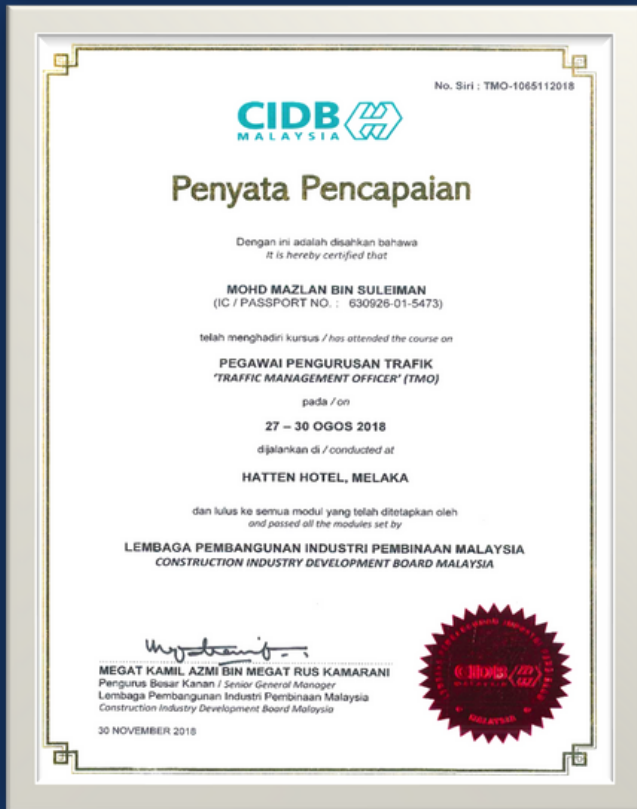 No. Siri : TMO-1065112018
CIDB
MALAYSIA
Penyata Pencapaian
Dengan ini adalah disahkan bahawa
It is hereby certified that
MOHD MAZLAN BIN SULEIMAN
(IC / PASSPORT NO. : 630926-01-5473)
telah menghadiri kursus / has attended the course on
PEGAWAI PENGURUSAN TRAFIK
'TRAFFIC MANAGEMENT OFFICER' (TMO)
pada / on
27 – 30 OGOS 2018
dijalankan di / conducted at
HATTEN HOTEL, MELAKA
dan lulus ke semua modul yang telah ditetapkan oleh
and passed all the modules set by
LEMBAGA PEMBANGUNAN INDUSTRI PEMBINAAN MALAYSIA
CONSTRUCTION INDUSTRY DEVELOPMENT BOARD MALAYSIA
MEGAT KAMIL AZMI BIN MEGAT RUS KAMARANI
Pengurus Besar Kanan / Senior General Manager
Lembaga Pembangunan Industri Pembinaan Malaysia
Construction Industry Development Board Malaysia
30 NOVEMBER 2018
CIDB
MALAYSIA